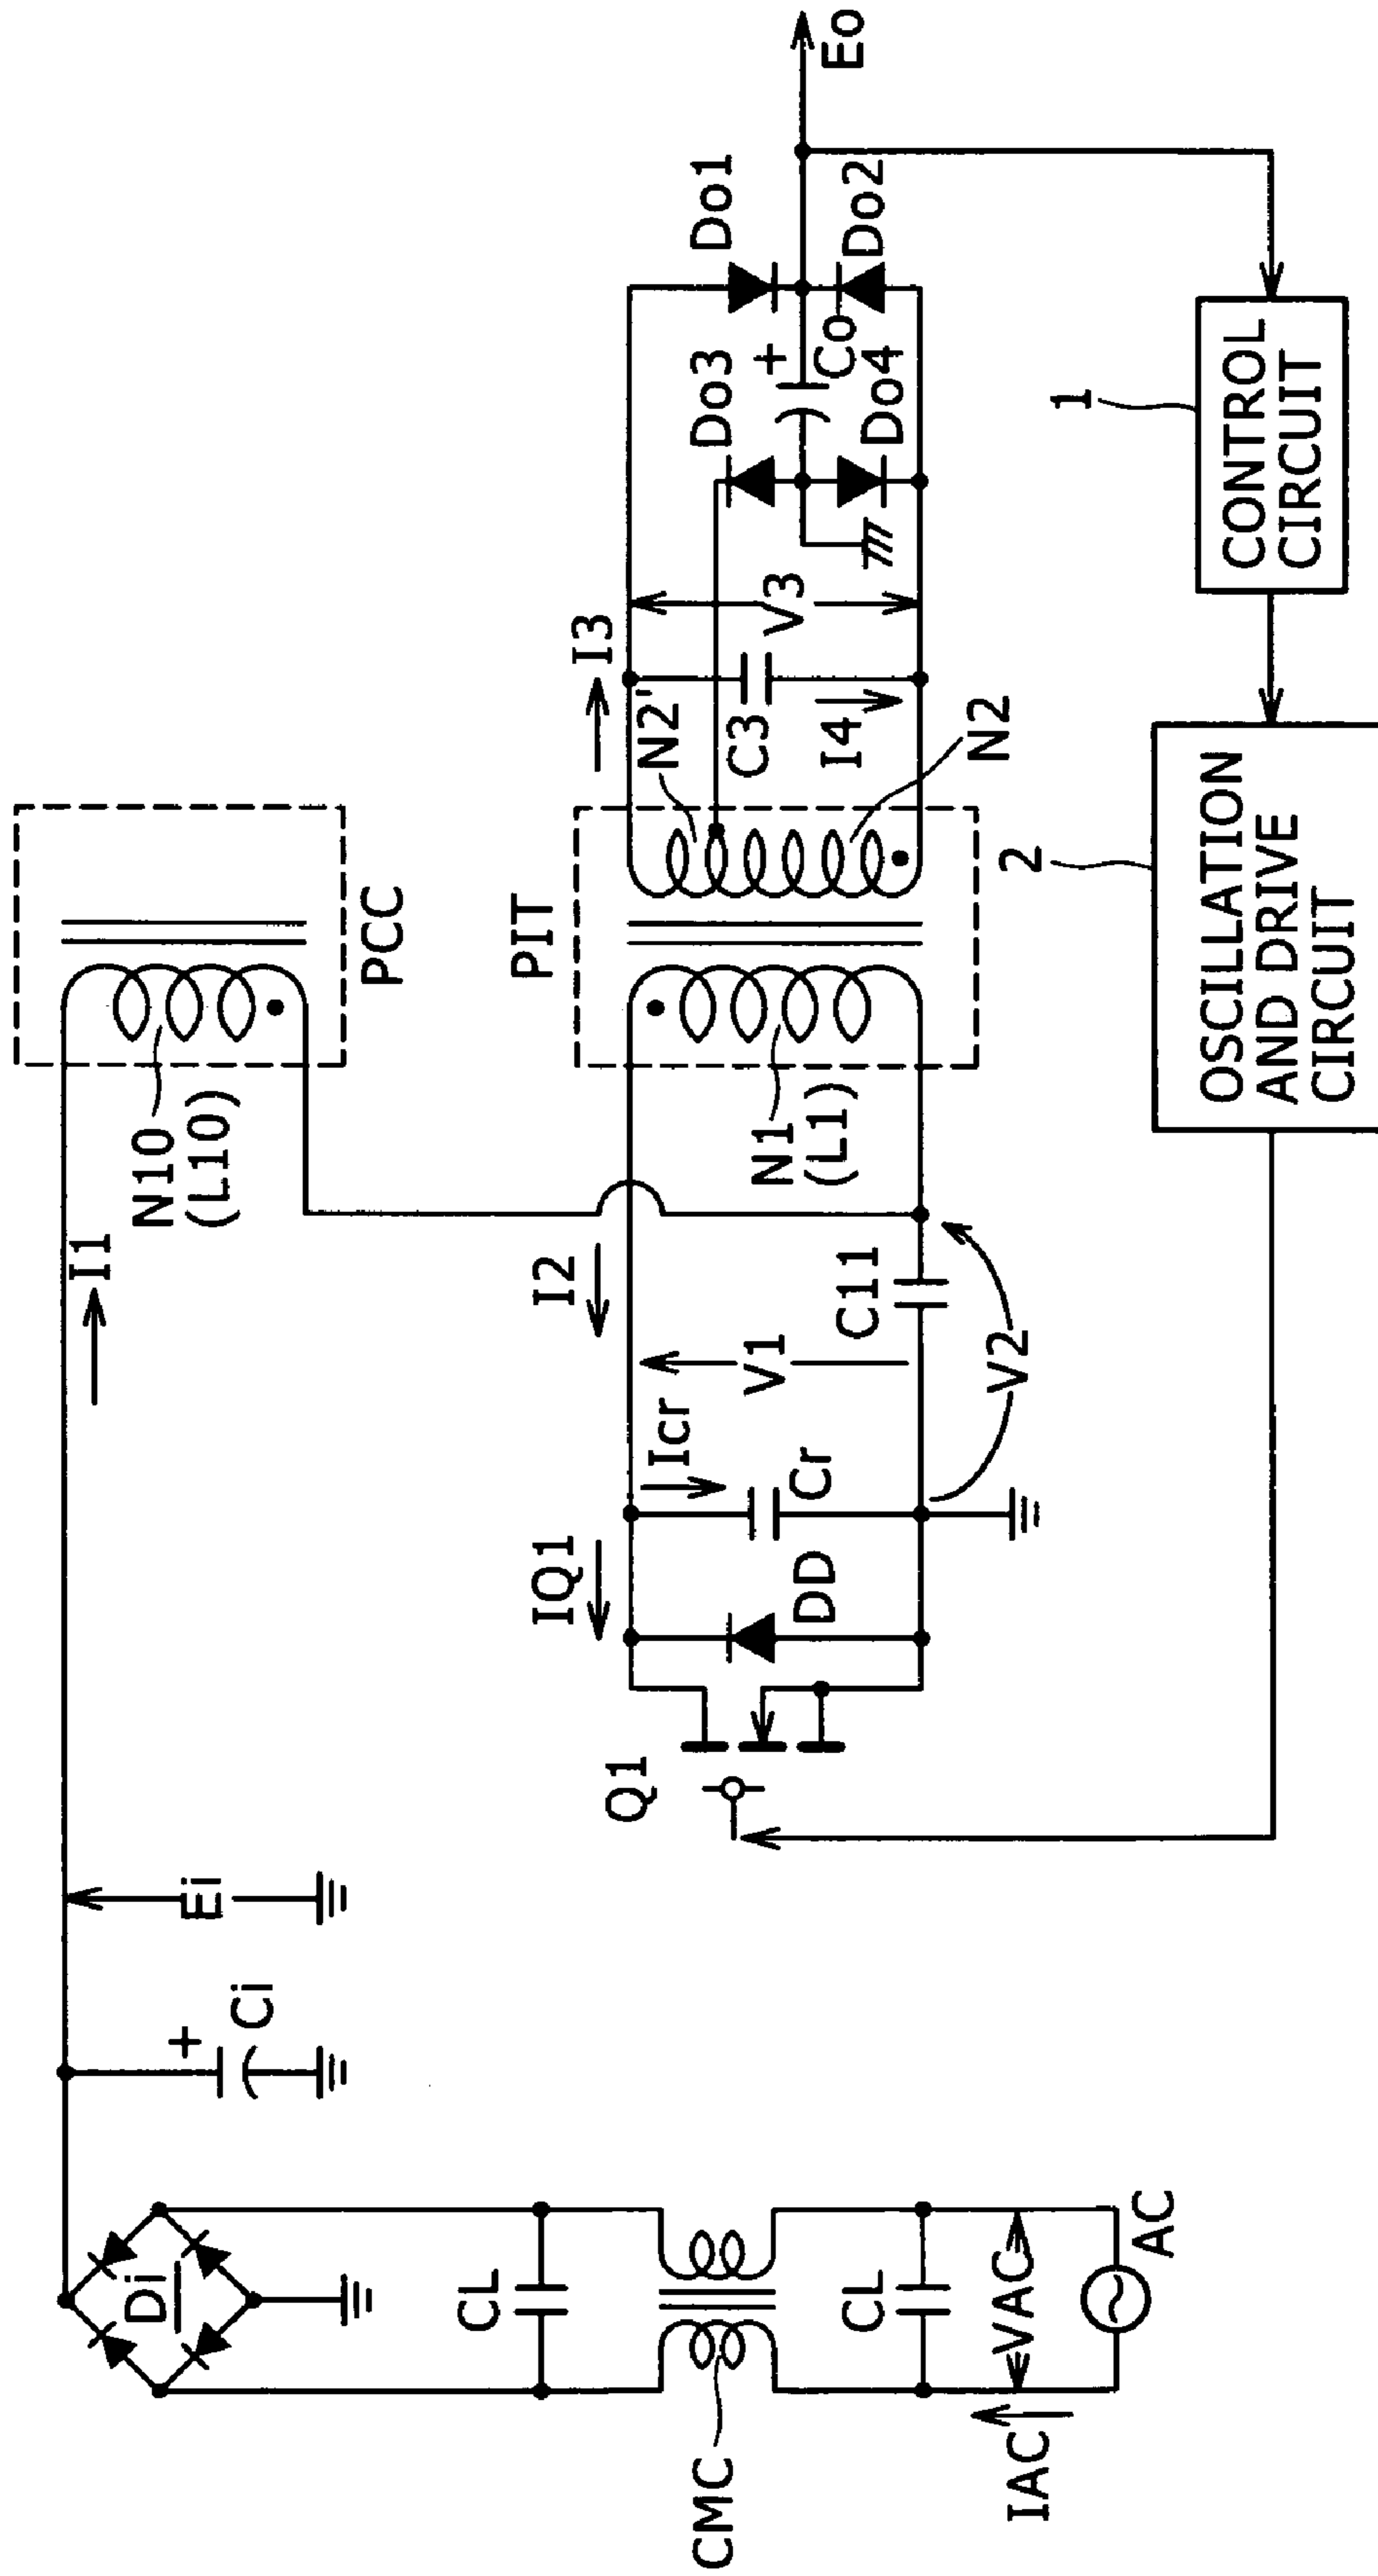 I1
N10
(L10)
PCC
Ei
+
Ci
Di
CL
CMC
CL
VAC
IAC
AC
Q1
IQ1
DD
Icr
Cr
I2
V1
C11
V2
N1
(L1)
PIT
N2'
I3
C3
I4
N2
V3
Do3
Do1
+
Co
Do4
Do2
Eo
1
CONTROL
CIRCUIT
2
OSCILLATION
AND DRIVE
CIRCUIT